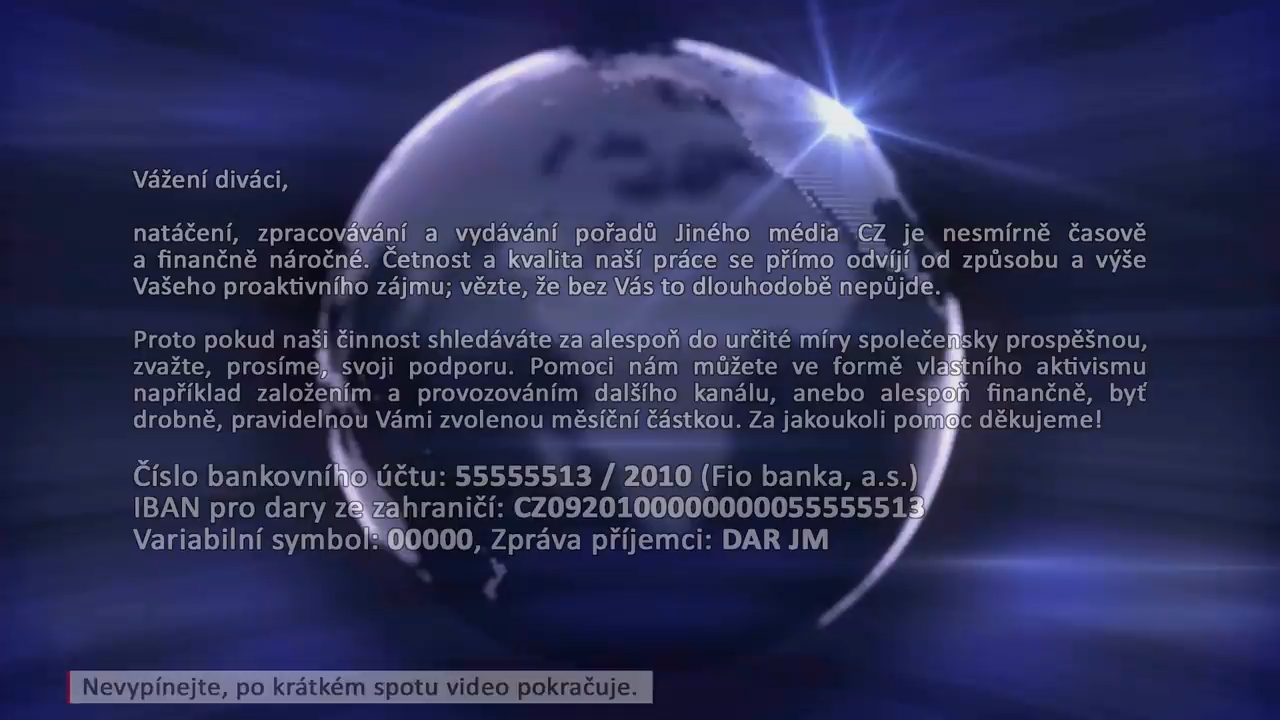 Vážení diváci,
natáčení, zpracovávání a vydávání pořadů Jiného média CZ je nesmírně časově
a finančně náročné. Četnost a kvalita naší práce se přímo odvíjí od způsobu a výše
Vašeho proaktivního zájmu; vězte, že bez Vás to dlouhodobě nepůjde.
Proto pokud naši činnost shledáváte za alespoň do určité míry společensky prospěšnou,
zvažte, prosíme, svoji podporu. Pomoci nám můžete ve formě vlastního aktivismu
například založením a provozováním dalšího kanálu, anebo alespoň finančně, byť
drobně, pravidelnou Vámi zvolenou měsíční částkou. Za jakoukoli pomoc děkujeme!
Číslo bankovního účtu: 55555513 / 2010 (Fio banka, a.s.)
IBAN pro dary ze zahraničí: CZ0920100000000055555513
Variabilní symbol: 00000, Zpráva příjemci: DAR JM
Nevypínejte, po krátkém spotu video pokračuje.